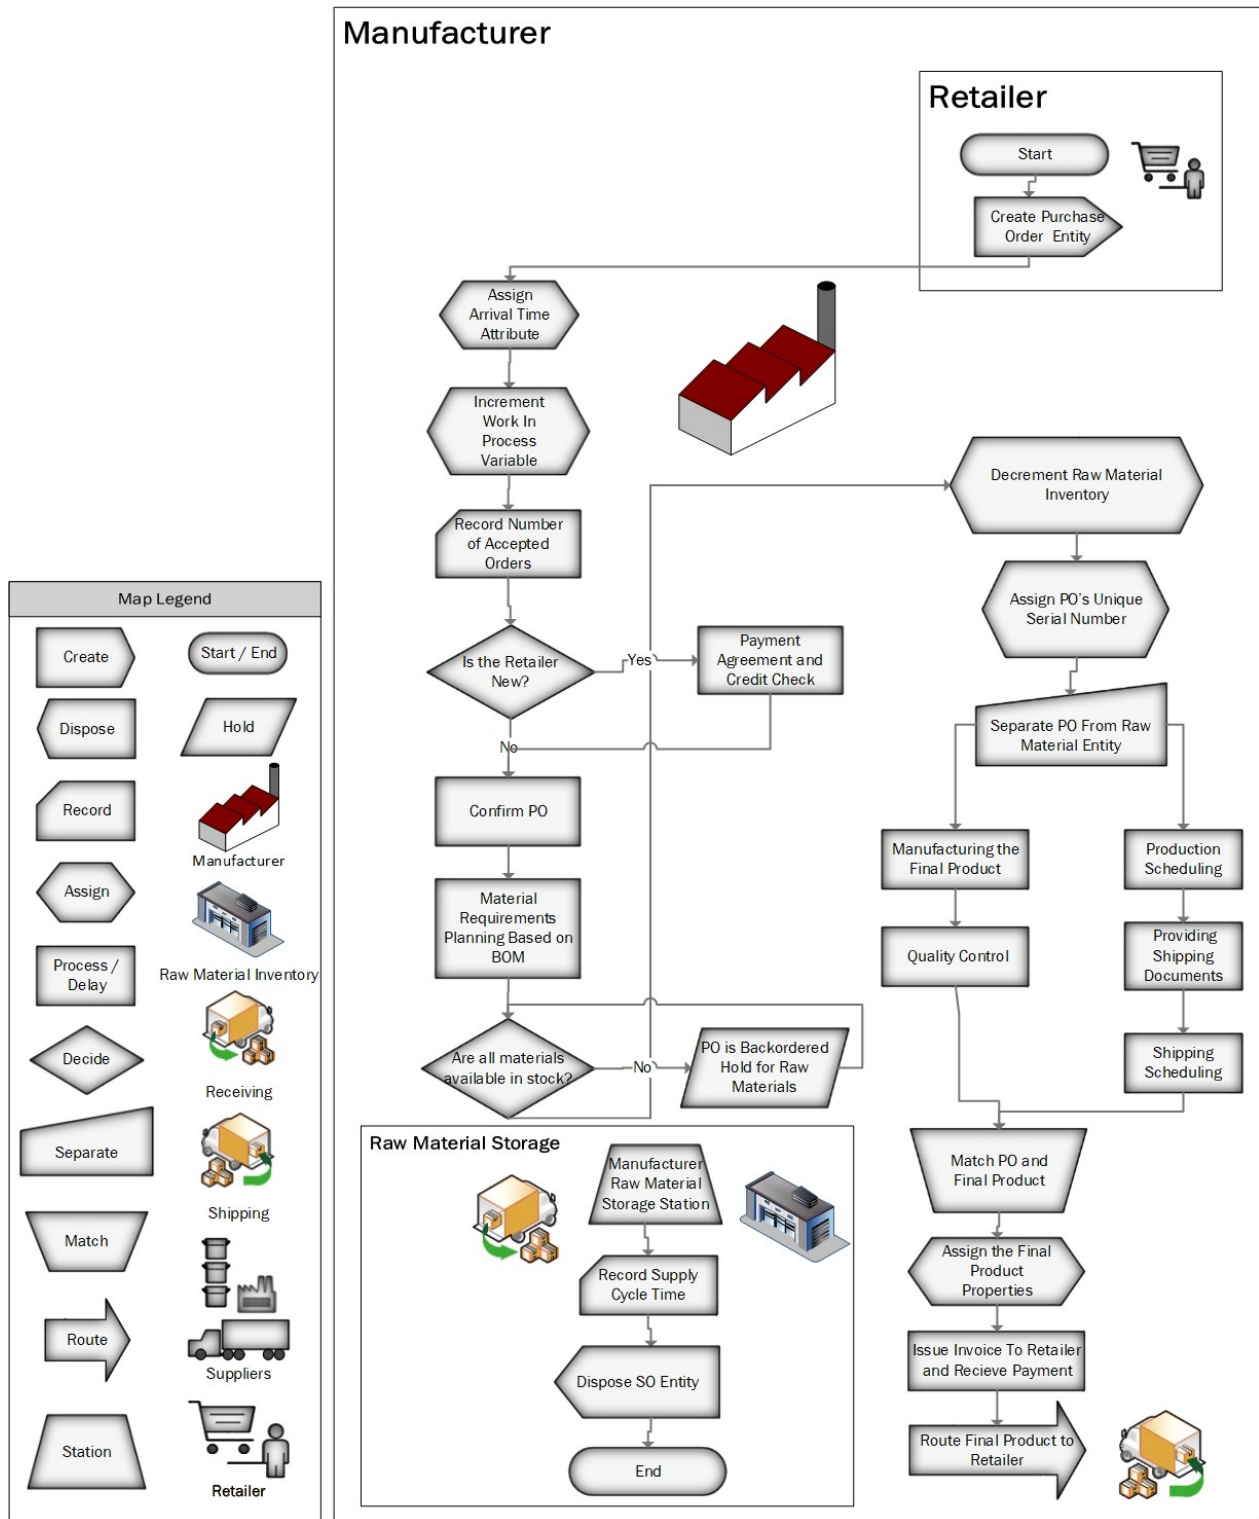 Manufacturer
Retailer
Start
Create Purchase
Order Entity
Assign
Arrival Time
Attribute
Increment
Work In
Process
Variable
Record Number
of Accepted
Orders
Is the Retailer
New?
Yes
Payment
Agreement and
Credit Check
No
Confirm PO
Material
Requirements
Planning Based on
BOM
Are all materials
available in stock?
No
PO is Backordered
Hold for Raw
Materials
Decrement Raw Material
Inventory
Assign PO's Unique
Serial Number
Separate PO From Raw
Material Entity
Manufacturing the
Final Product
Quality Control
Production
Scheduling
Providing
Shipping
Documents
Shipping
Scheduling
Match PO and
Final Product
Assign the Final
Product
Properties
Issue Invoice To Retailer
and Recieve Payment
Route Final Product to
Retailer
Raw Material Storage
Manufacturer
Raw Material
Storage Station
Record Supply
Cycle Time
Dispose SO Entity
End
Map Legend
Create
Start / End
Dispose
Hold
Record
Manufacturer
Assign
Raw Material Inventory
Process /
Delay
Decide
Receiving
Separate
Shipping
Match
Route
Suppliers
Station
Retailer